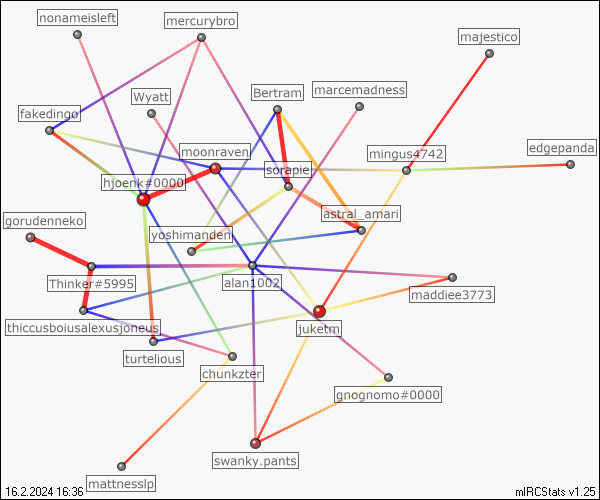 nonameisleft
mercurybro
majestico
Wyatt
Bertram
marcemadness
fakedingo
moonraven
mingus4742
edgepanda
hjoenk#0000
sorapie
gorudenneko
yoshimanden
astral_amari
Thinker#5995
alan1002
maddiee3773
thiccusboiusalexusjoneus
juketm
turtelious
chunkzter
gnognomo#0000
swanky.pants
mattnesslp
16.2.2024 16:36
mIRCStats v1.25